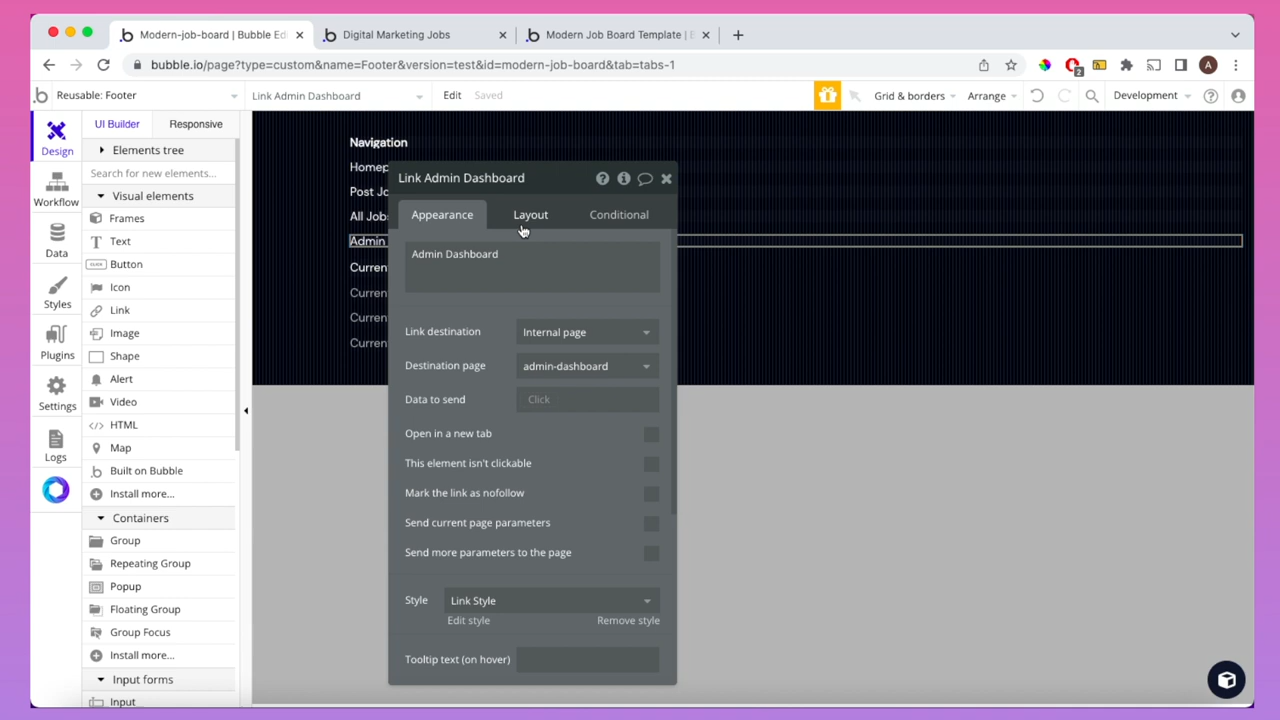 Modern-job-board | Bubble Edi
Digital Marketing Jobs
Modern Job Board Template | B
bubble.io/page?type=custom&name=Footer&version=test&id=modern-job-board&tab=tabs-1
2
A
Reusable: Footer
Link Admin Dashboard
Edit
Saved
Grid & borders
Arrange
Development
Design
Workflow
Data
Styles
Plugins
Settings
Logs
UI Builder
Responsive
Elements tree
Search for new elements...
Visual elements
Frames
Text
CLICK
Button
Icon
Link
Image
Shape
Alert
Video
</> HTML
Map
Built on Bubble
Install more...
Containers
Group
Repeating Group
Popup
Floating Group
Group Focus
Install more...
Input forms
Input
Navigation
Homep
Post Jo
All Jobs
Admin
Current
Current
Current
Current
Link Admin Dashboard
Appearance
Layout
Conditional
Admin Dashboard
Link destination
Internal page
Destination page
admin-dashboard
Data to send
Click
Open in a new tab
This element isn't clickable
Mark the link as nofollow
Send current page parameters
Send more parameters to the page
Style
Link Style
Edit style
Remove style
Tooltip text (on hover)